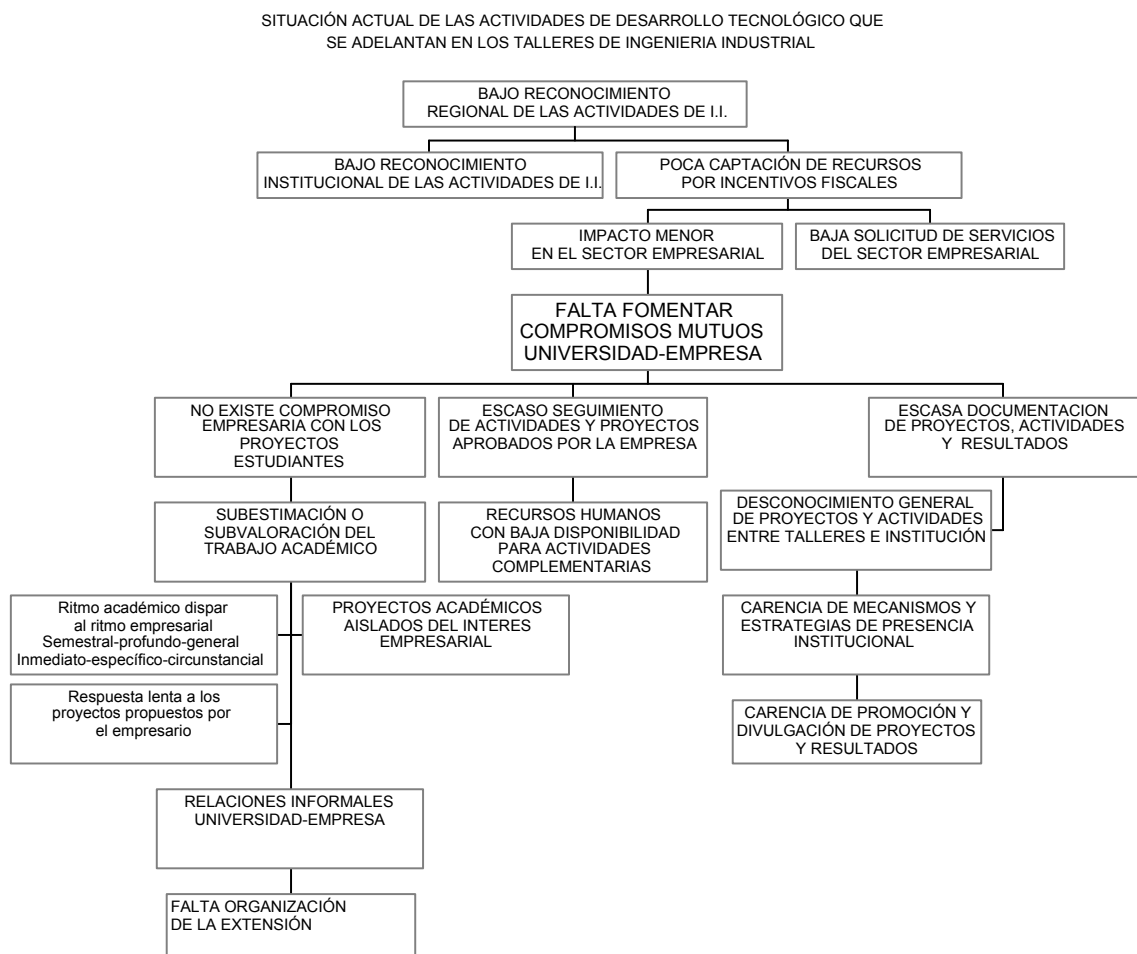 SITUACIÓN ACTUAL DE LAS ACTIVIDADES DE DESARROLLO TECNOLÓGICO QUE
SE ADELANTAN EN LOS TALLERES DE INGENIERIA INDUSTRIAL
BAJO RECONOCIMIENTO
REGIONAL DE LAS ACTIVIDADES DE I.I.
BAJO RECONOCIMIENTO
INSTITUCIONAL DE LAS ACTIVIDADES DE I.I.
POCA CAPTACIÓN DE RECURSOS
POR INCENTIVOS FISCALES
IMPACTO MENOR
EN EL SECTOR EMPRESARIAL
BAJA SOLICITUD DE SERVICIOS
DEL SECTOR EMPRESARIAL
FALTA FOMENTAR
COMPROMISOS MUTUOS
UNIVERSIDAD-EMPRESA
NO EXISTE COMPROMISO
EMPRESARIA CON LOS
PROYECTOS
ESTUDIANTES
ESCASO SEGUIMIENTO
DE ACTIVIDADES Y PROYECTOS
APROBADOS POR LA EMPRESA
ESCASA DOCUMENTACION
DE PROYECTOS, ACTIVIDADES
Y RESULTADOS
SUBESTIMACIÓN O
SUBVALORACIÓN DEL
TRABAJO ACADÉMICO
RECURSOS HUMANOS
CON BAJA DISPONIBILIDAD
PARA ACTIVIDADES
COMPLEMENTARIAS
DESCONOCIMIENTO GENERAL
DE PROYECTOS Y ACTIVIDADES
ENTRE TALLERES E INSTITUCIÓN
Ritmo académico dispar
al ritmo empresarial
Semestral-profundo-general
Inmediato-específico-circunstancial
PROYECTOS ACADÉMICOS
AISLADOS DEL INTERES
EMPRESARIAL
CARENCIA DE MECANISMOS Y
ESTRATEGIAS DE PRESENCIA
INSTITUCIONAL
Respuesta lenta a los
proyectos propuestos por
el empresario
CARENCIA DE PROMOCIÓN Y
DIVULGACIÓN DE PROYECTOS
Y RESULTADOS
RELACIONES INFORMALES
UNIVERSIDAD-EMPRESA
FALTA ORGANIZACIÓN
DE LA EXTENSIÓN